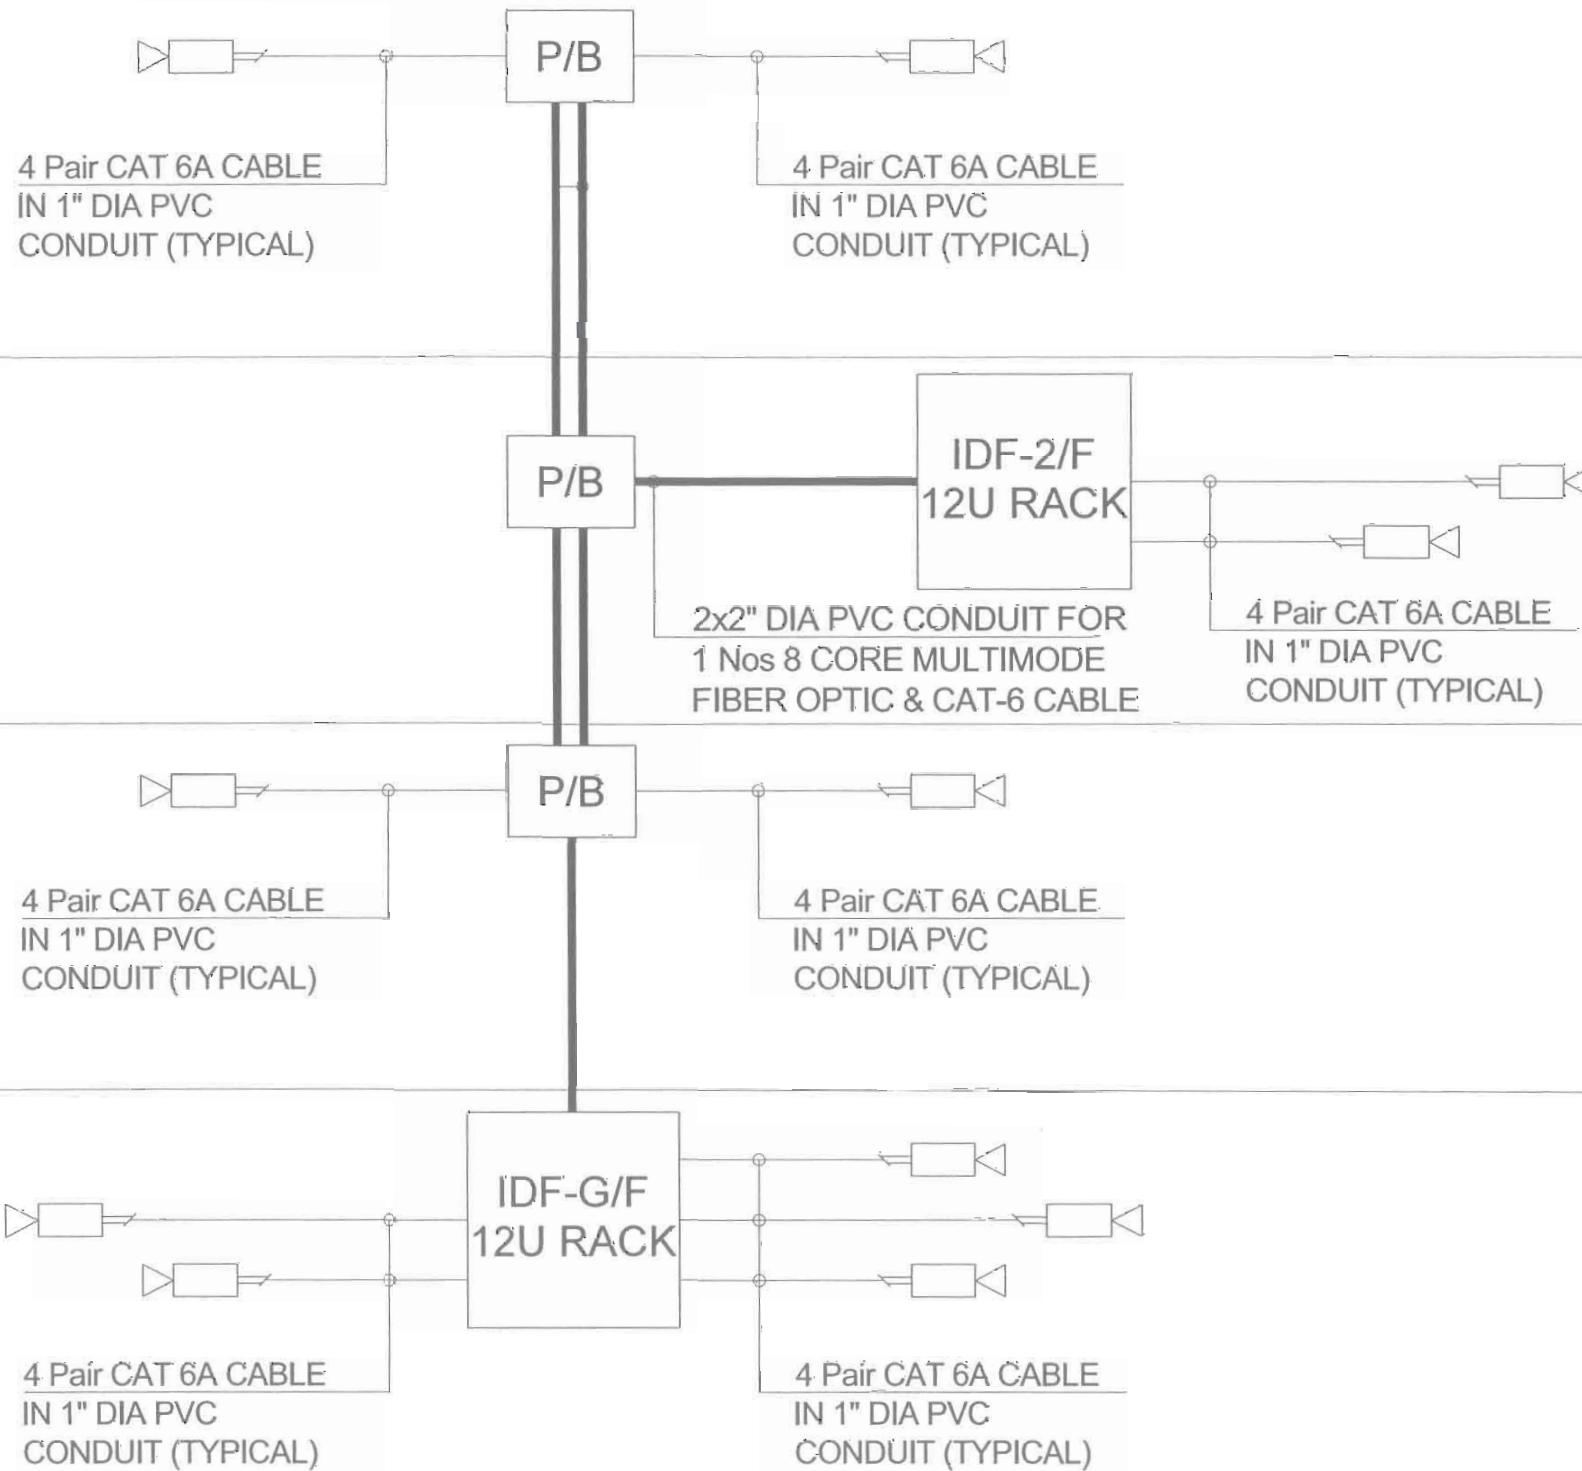 P/B
4 Pair CAT 6A CABLE
IN 1" DIA PVC
CONDUIT (TYPICAL)
4 Pair CAT 6A CABLE
IN 1" DIA PVC
CONDUIT (TYPICAL)
P/B
IDF-2/F
12U RACK
2x2" DIA PVC CONDUIT FOR
1 Nos 8 CORE MULTIMODE
FIBER OPTIC & CAT-6 CABLE
4 Pair CAT 6A CABLE
IN 1" DIA PVC
CONDUIT (TYPICAL)
P/B
4 Pair CAT 6A CABLE
IN 1" DIA PVC
CONDUIT (TYPICAL)
4 Pair CAT 6A CABLE
IN 1" DIA PVC
CONDUIT (TYPICAL)
IDF-G/F
12U RACK
4 Pair CAT 6A CABLE
IN 1" DIA PVC
CONDUIT (TYPICAL)
4 Pair CAT 6A CABLE
IN 1" DIA PVC
CONDUIT (TYPICAL)